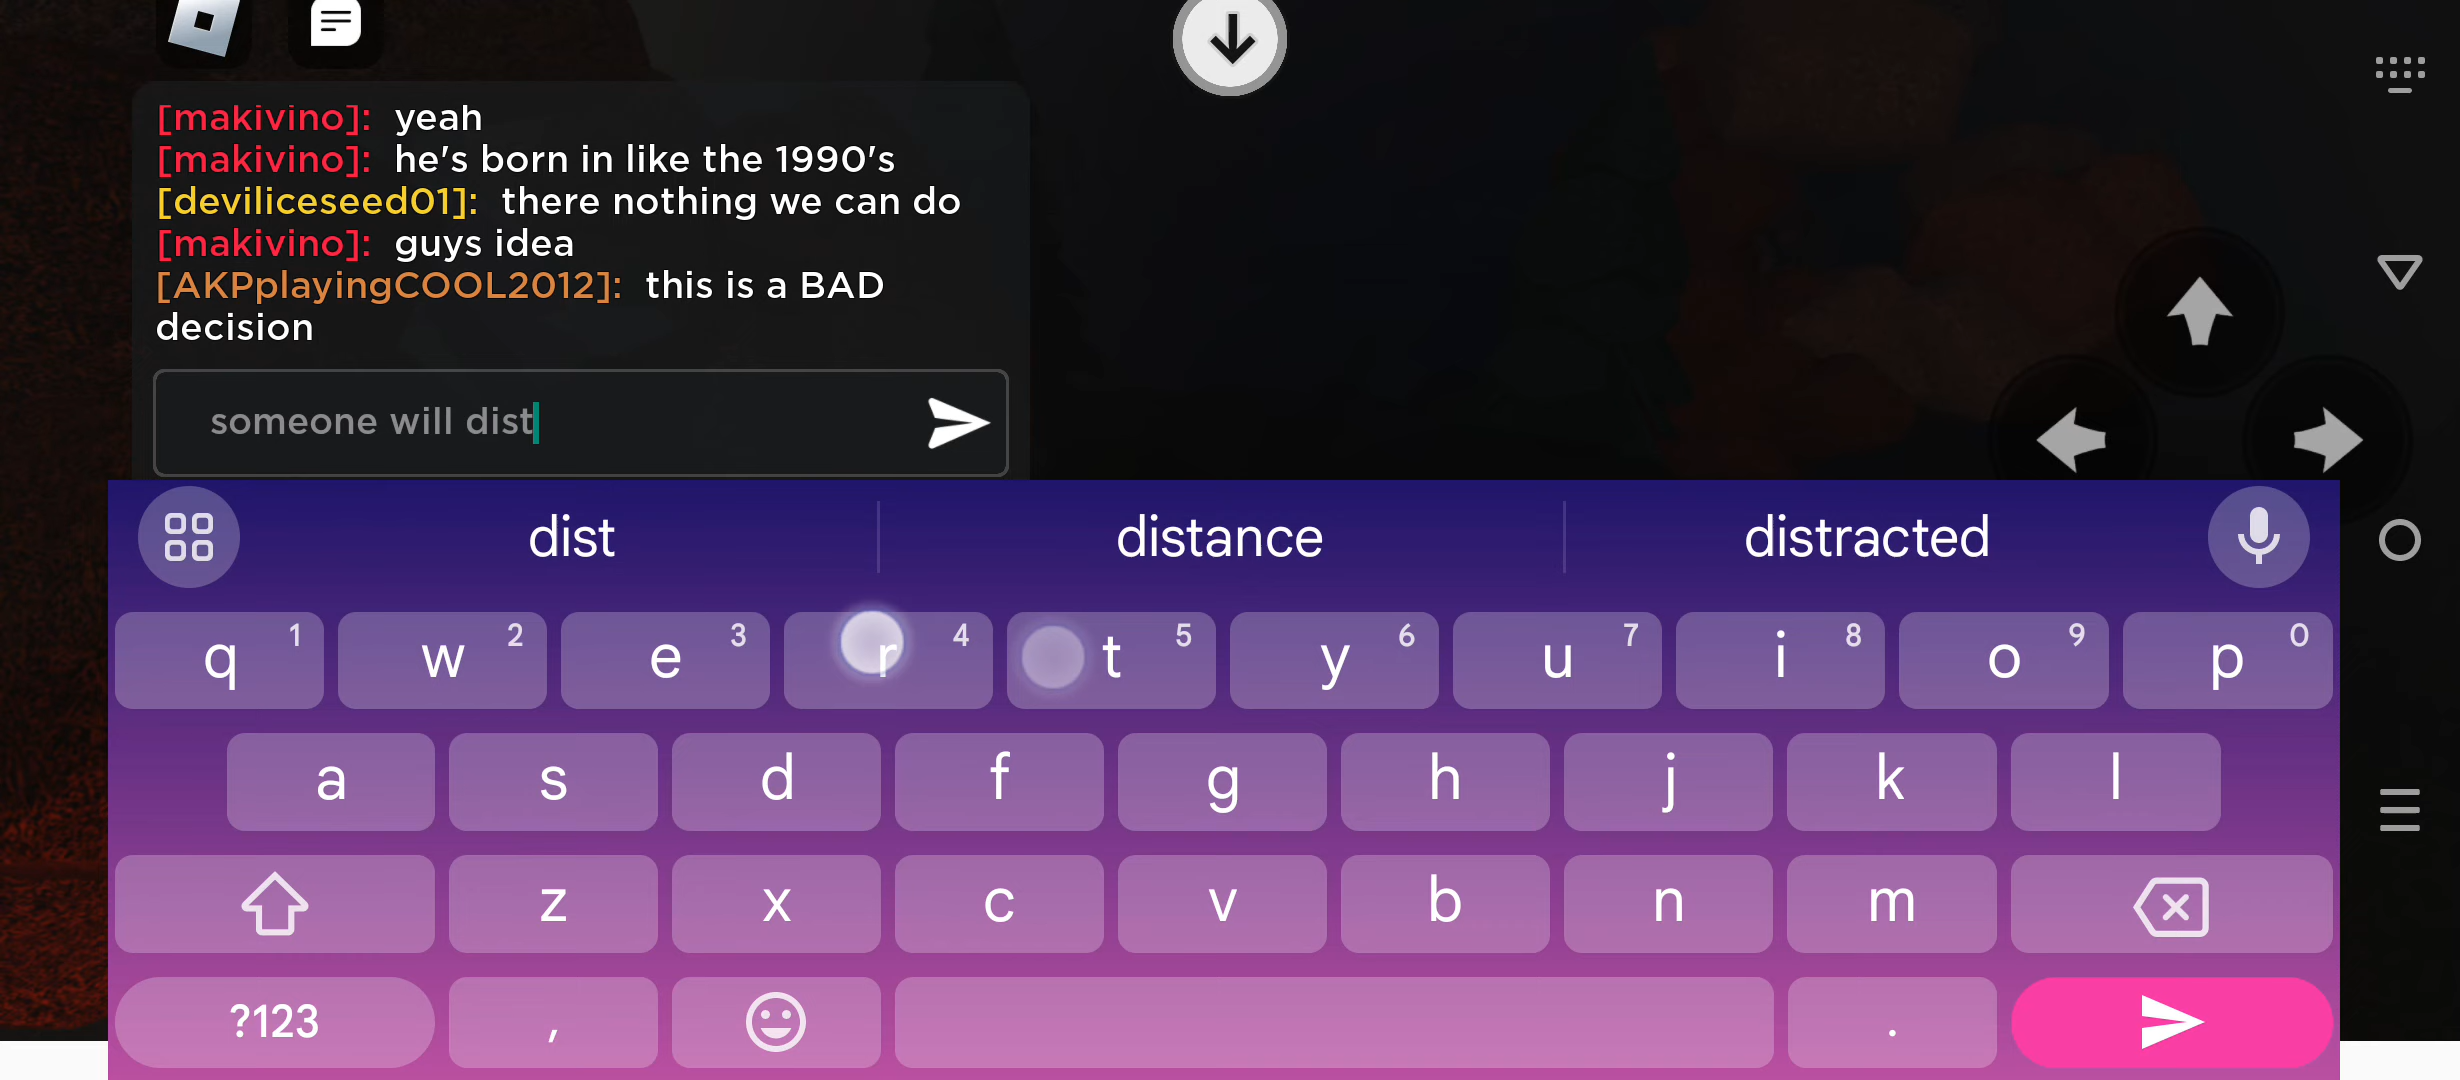 [makivino]: yeah
[makivino]: he's born in like the 1990's
[deviliceseed01]: there nothing we can do
[makivino]: guys idea
[AKPplayingCOOL2012]: this is a BAD
decision
someone will dist
dist distance distracted
q 1 w 2 e 3 r 4 t 5 y 6 u 7 i 8 o 9 p 0
a s d f g h j k l
z x c v b n m
?123 , .